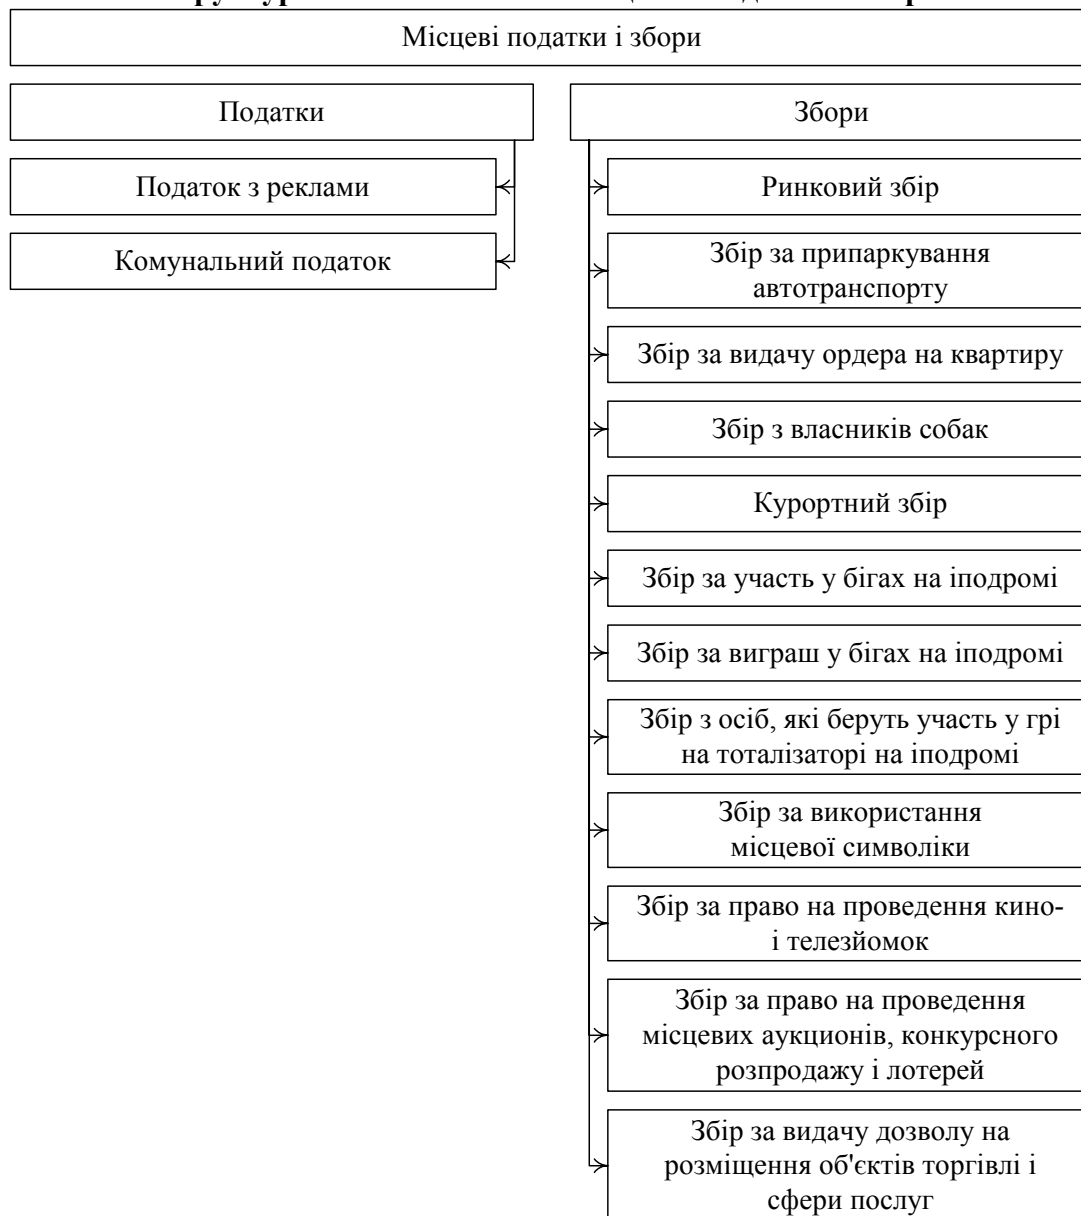 Місцеві податки і збори
Податки
Збори
Податок з реклами
Комунальний податок
Ринковий збір
Збір за припаркування
автотранспорту
Збір за видачу ордера на квартиру
Збір з власників собак
Курортний збір
Збір за участь у бігах на іподромі
Збір за виграш у бігах на іподромі
Збір з осіб, які беруть участь у грі
на тоталізаторі на іподромі
Збір за використання
місцевої символіки
Збір за право на проведення кино-
і телезйомок
Збір за право на проведення
місцевих аукционів, конкурсного
розпродажу і лотерей
Збір за видачу дозволу на
розміщення об'єктів торгівлі і
сфери послуг